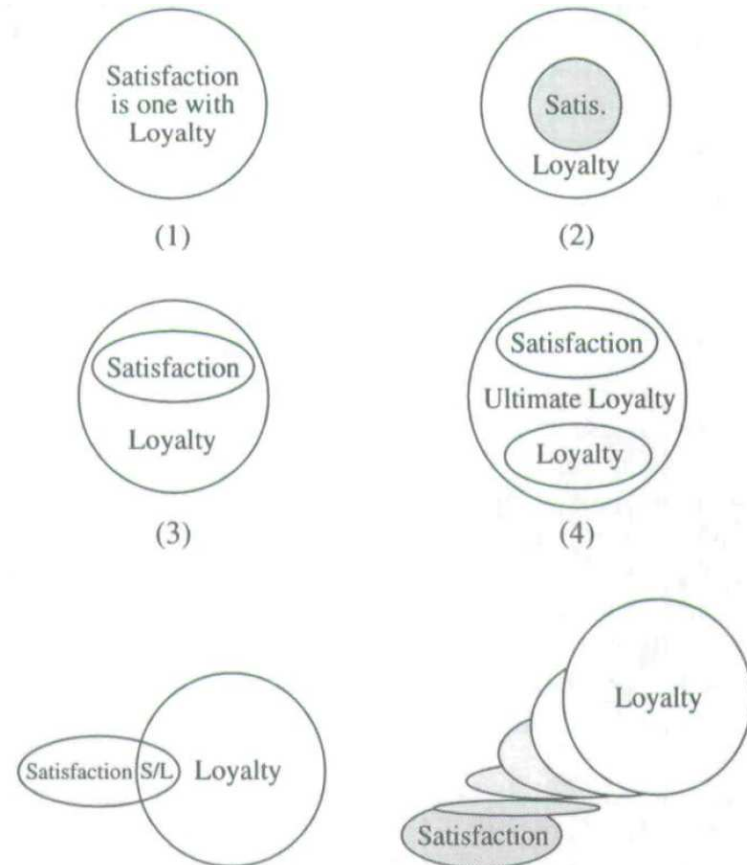 Satisfaction
is one with
Loyalty
Satis.
Loyalty
(1)
(2)
Satisfaction
Loyalty
Satisfaction
Ultimate Loyalty
Loyalty
(3)
(4)
Satisfaction
S/L
Loyalty
Loyalty
Satisfaction